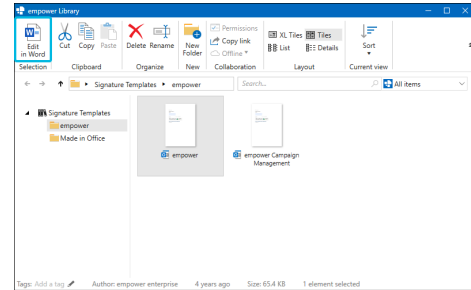 empower Library
Edit in Word
Cut
Copy
Paste
Delete
Rename
New Folder
Permissions
Copy link
Offline
XL Tiles
Tiles
List
Details
Sort
Selection
Clipboard
Organize
New
Collaboration
Layout
Current view
Signature Templates
empower
Search...
All items
Signature Templates
empower
Made in Office
empower
empower Campaign
Management
Tags: Add a tag
Author: empower enterprise
4 years ago
Size: 65.4 KB
1 element selected